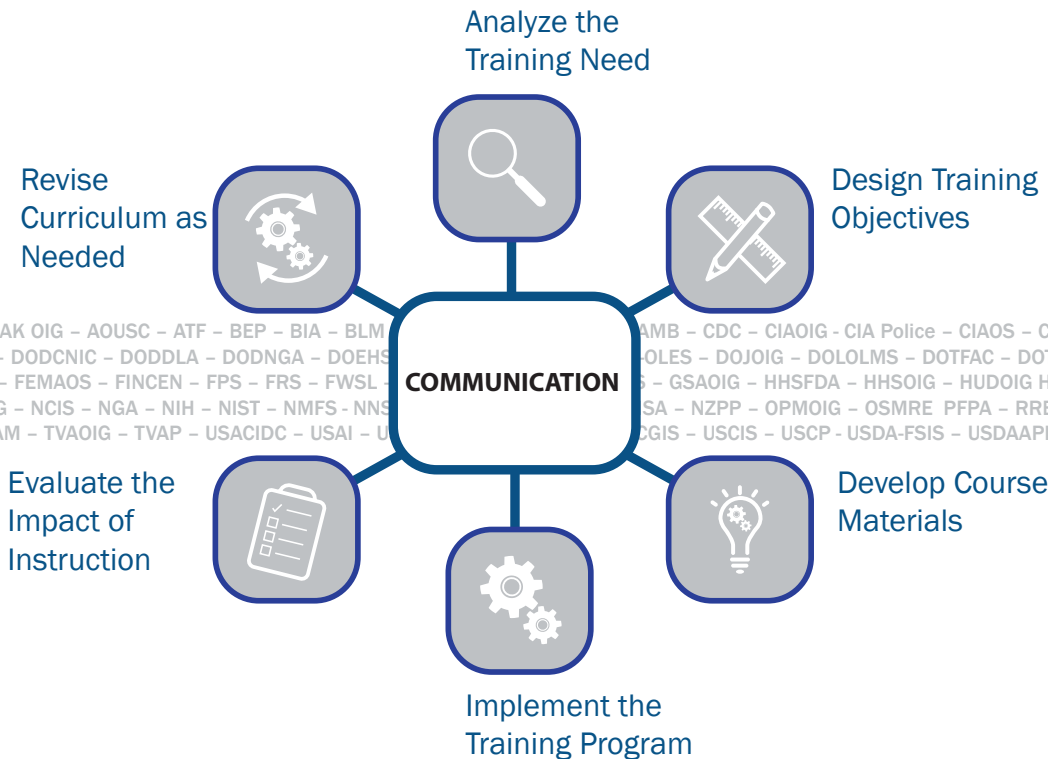 Analyze the
Training Need
Revise
Curriculum as
Needed
Design Training
Objectives
AK OIG – AOUSC – ATF – BEP – BIA – BLM AMB – CDC – CIAOIG - CIA Police – CIAOS – C
– DODCNIC – DODDLA – DODNGA – DOEHS -OLES – DOJOIG – DOLOLMS – DOTFAC – DOT
– FEMAOS – FINCEN – FPS – FRS – FWSL – S – GSAOIG – HHSFDA – HHSOIG – HUDOIG H
COMMUNICATION
G – NCIS – NGA – NIH – NIST – NMFS - NNS SA – NZPP – OPMOIG – OSMRE PFPA – RRB
AM – TVAOIG – TVAP – USACIDC – USAI – U CGIS – USCIS – USCP - USDA-FSIS – USDAAPH
Evaluate the
Impact of
Instruction
Develop Course
Materials
Implement the
Training Program